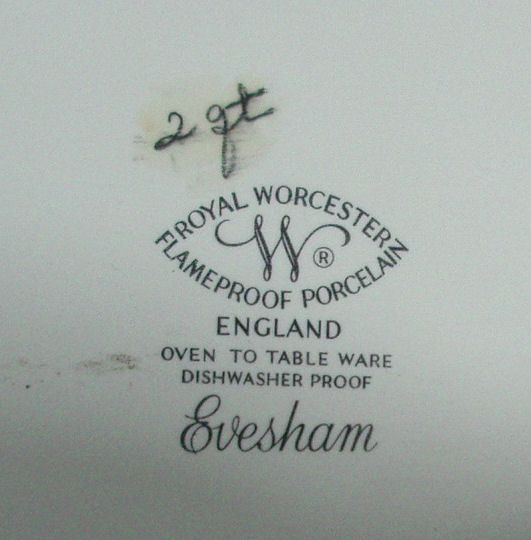 2 qt
ROYAL WORCESTER
W ®
FLAMEPROOF PORCELAIN
ENGLAND
OVEN TO TABLE WARE
DISHWASHER PROOF
Evesham